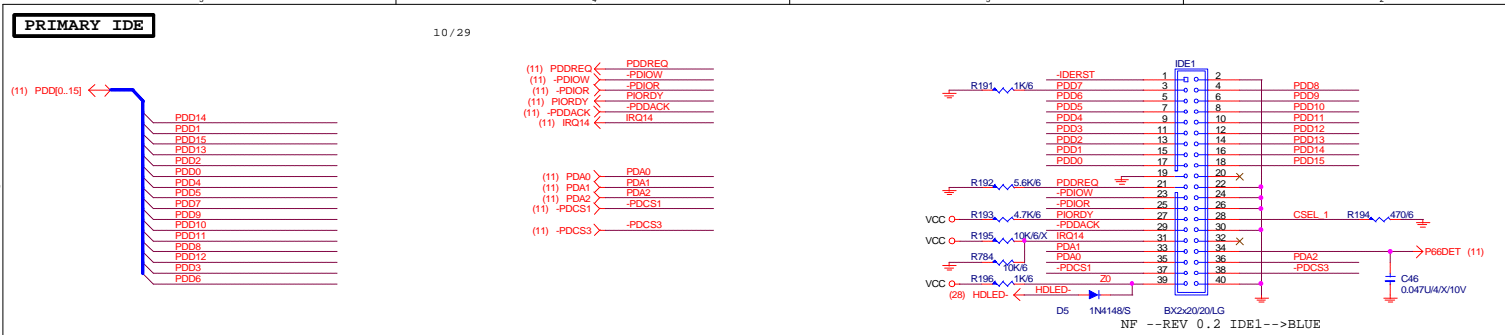 PRIMARY IDE
10/29
(11) PDD[0..15]
PDD14
PDD1
PDD15
PDD13
PDD2
PDD0
PDD4
PDD5
PDD7
PDD9
PDD10
PDD11
PDD8
PDD12
PDD3
PDD6
(11) PDDREQ PDDREQ
(11) -PDIOW -PDIOW
(11) -PDIOR -PDIOR
(11) PIORDY PIORDY
(11) -PDDACK -PDDACK
(11) IRQ14 IRQ14
(11) PDA0 PDA0
(11) PDA1 PDA1
(11) PDA2 PDA2
(11) -PDCS1 -PDCS1
(11) -PDCS3 -PDCS3
IDE1
-IDERST 1 2
R191 1K/6 PDD7 3 4 PDD8
PDD6 5 6 PDD9
PDD5 7 8 PDD10
PDD4 9 10 PDD11
PDD3 11 12 PDD12
PDD2 13 14 PDD13
PDD1 15 16 PDD14
PDD0 17 18 PDD15
19 20
R192 5.6K/6 PDDREQ 21 22
-PDIOW 23 24
-PDIOR 25 26
VCC R193 4.7K/6 PIORDY 27 28 CSEL_1 R194 470/6
-PDDACK 29 30
VCC R195 10K/6/X IRQ14 31 32
PDA1 33 34 P66DET (11)
R784 10K/6 PDA0 35 36 PDA2
-PDCS1 37 38 -PDCS3
VCC R196 1K/6 Z0 39 40
(28) HDLED- HDLED-
D5 1N4148/S
BX2x20/20/LG
C46
0.047U/4/X/10V
NF --REV 0.2 IDE1-->BLUE